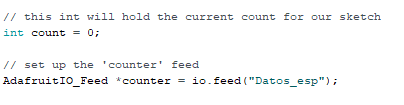 // this int will hold the current count for our sketch
int count = 0;
// set up the 'counter' feed
AdafruitIO_Feed *counter = io.feed("Datos_esp");